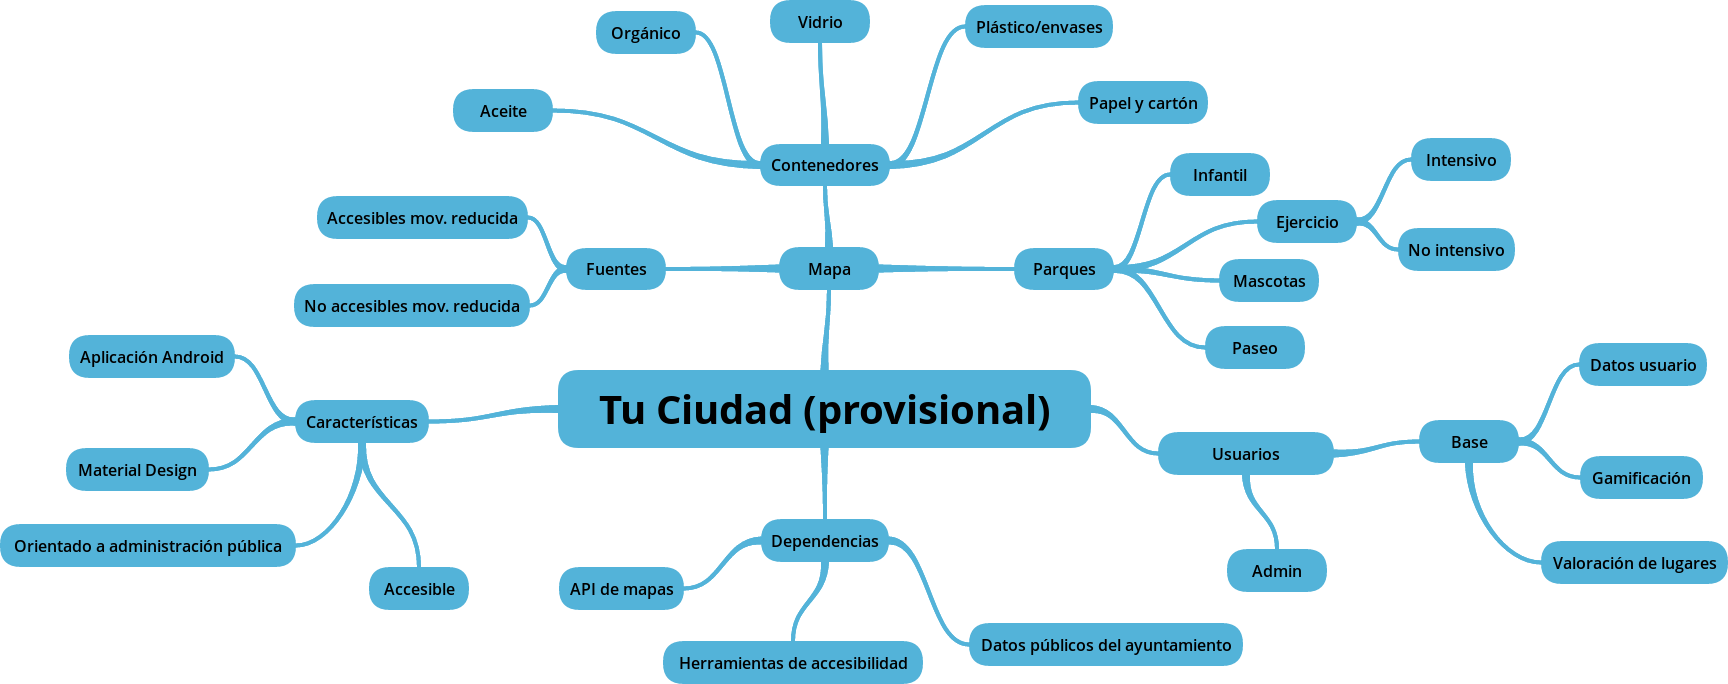 Vidrio
Plástico/envases
Orgánico
Papel y cartón
Aceite
Contenedores
Intensivo
Infantil
Accesibles mov. reducida
Ejercicio
No intensivo
Fuentes
Mapa
Parques
Mascotas
No accesibles mov. reducida
Paseo
Aplicación Android
Datos usuario
Tu Ciudad (provisional)
Características
Base
Usuarios
Material Design
Gamificación
Dependencias
Orientado a administración pública
Valoración de lugares
Admin
Accesible
API de mapas
Datos públicos del ayuntamiento
Herramientas de accesibilidad